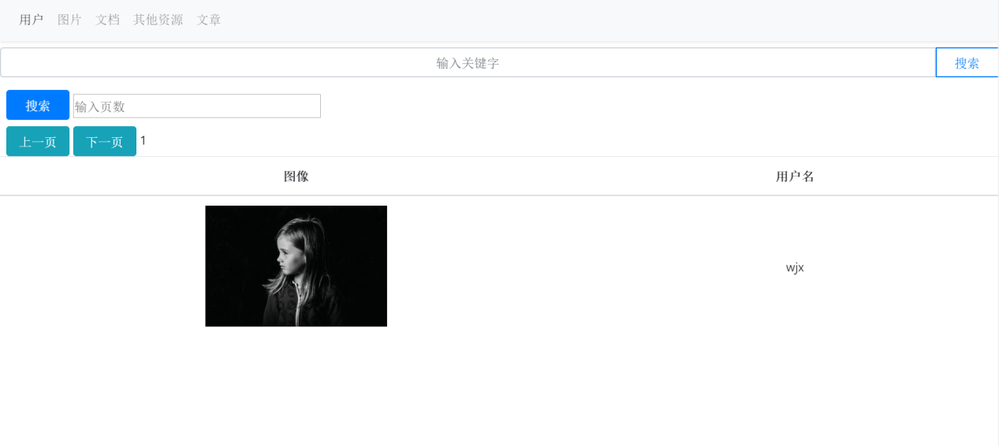 用户 图片 文档 其他资源 文章
输入关键字 搜索
搜索 输入页数
上一页 下一页 1
图像 用户名
wjx